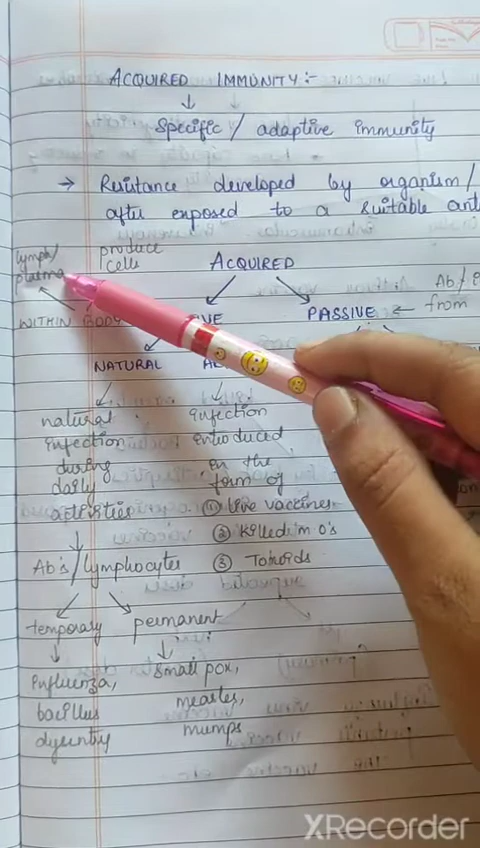 ACQUIRED IMMUNITY :-
↓
Specific / adaptive immunity
→ Resistance developed by organism/
after exposed to a suitable ant
lymph/ produce
plasma cells
ACQUIRED
Ab/
from
WITHIN BODY
PASSIVE ←
NATURAL
natural infection
infection introduced
during in the
daily form of
activities ① live vaccines
② Killed m'o's
Ab's / lymphocytes ③ Toxoids
temporary permanent
Influenza, Small pox,
bacillus measles,
dysentry mumps
XRecorder